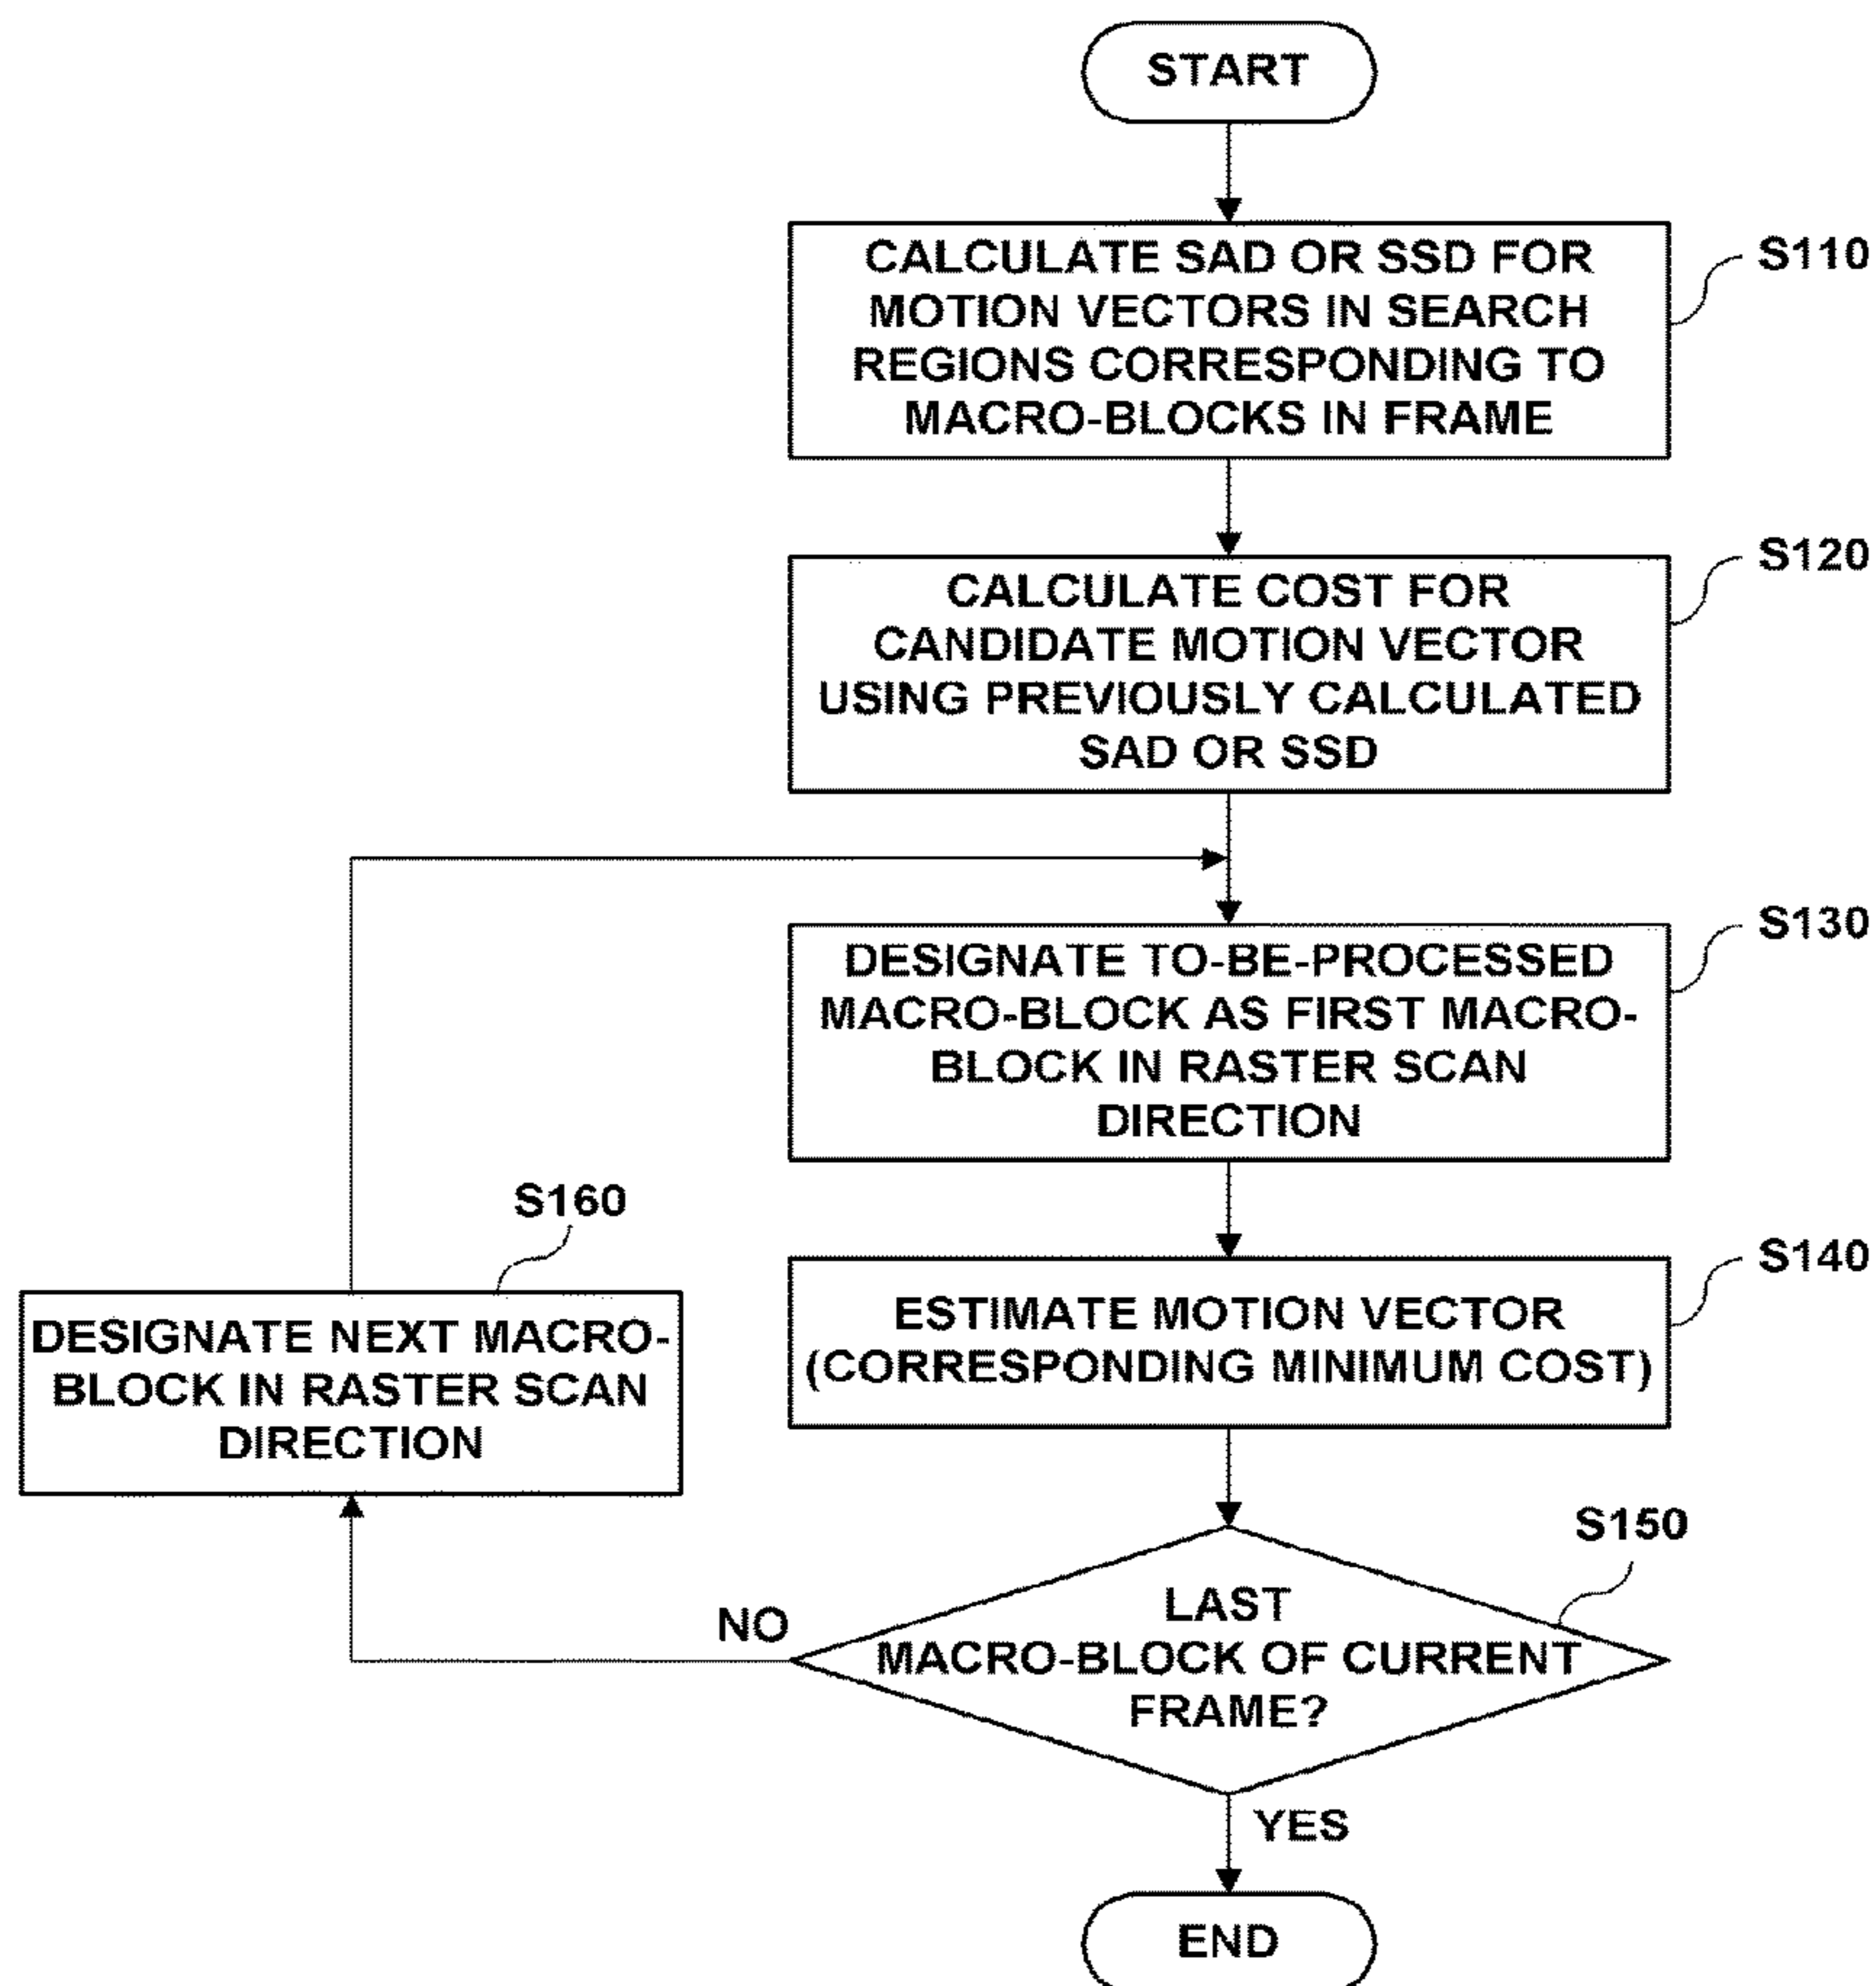 START
CALCULATE SAD OR SSD FOR
MOTION VECTORS IN SEARCH
REGIONS CORRESPONDING TO
MACRO-BLOCKS IN FRAME
S110
CALCULATE COST FOR
CANDIDATE MOTION VECTOR
USING PREVIOUSLY CALCULATED
SAD OR SSD
S120
DESIGNATE TO-BE-PROCESSED
MACRO-BLOCK AS FIRST MACRO-
BLOCK IN RASTER SCAN
DIRECTION
S130
ESTIMATE MOTION VECTOR
(CORRESPONDING MINIMUM COST)
S140
S160
DESIGNATE NEXT MACRO-
BLOCK IN RASTER SCAN
DIRECTION
S150
LAST
MACRO-BLOCK OF CURRENT
FRAME?
NO
YES
END